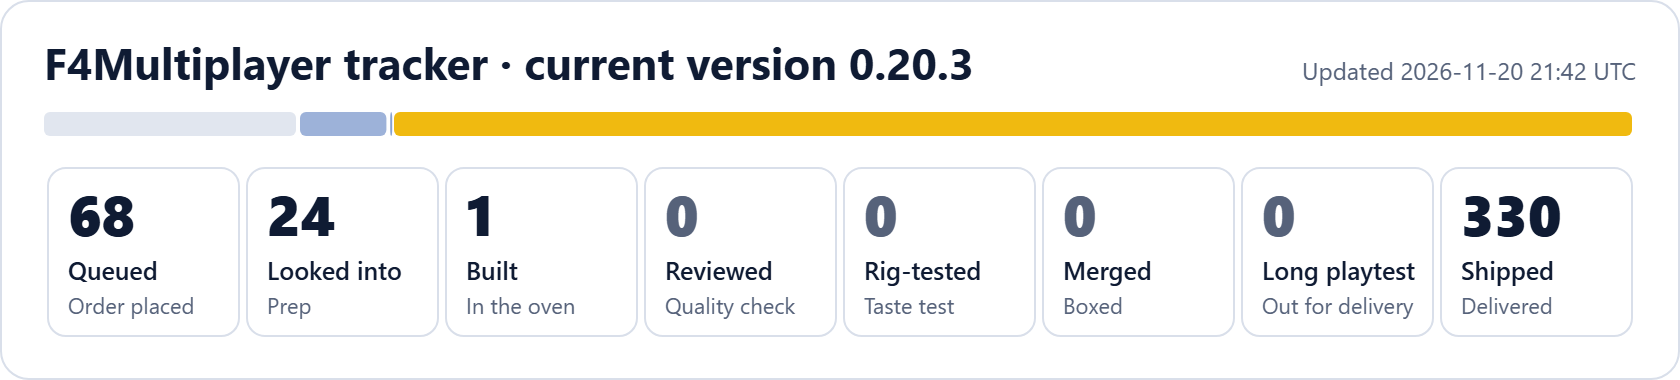 F4Multiplayer tracker · current version 0.20.3
Updated 2026-11-20 21:42 UTC
68
Queued
Order placed
24
Looked into
Prep
1
Built
In the oven
0
Reviewed
Quality check
0
Rig-tested
Taste test
0
Merged
Boxed
0
Long playtest
Out for delivery
330
Shipped
Delivered